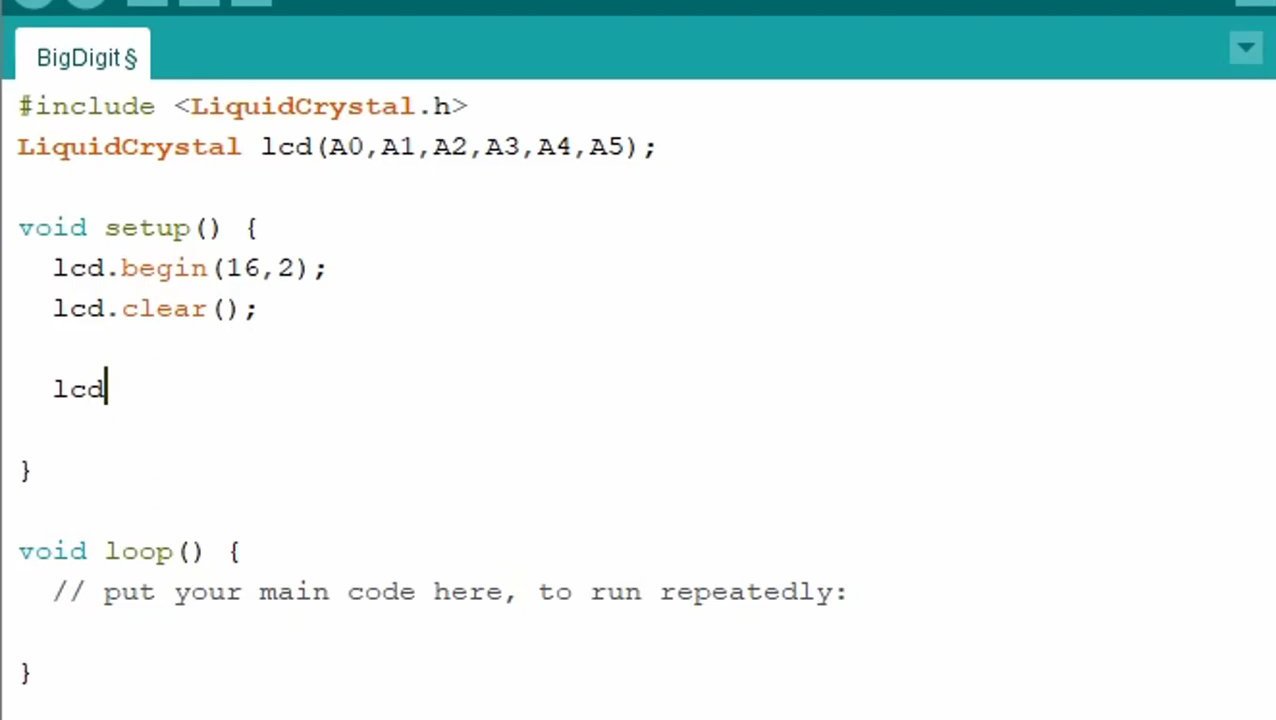 BigDigit §
#include <LiquidCrystal.h>
LiquidCrystal lcd(A0,A1,A2,A3,A4,A5);
void setup() {
  lcd.begin(16,2);
  lcd.clear();
  lcd
}
void loop() {
  // put your main code here, to run repeatedly:
}